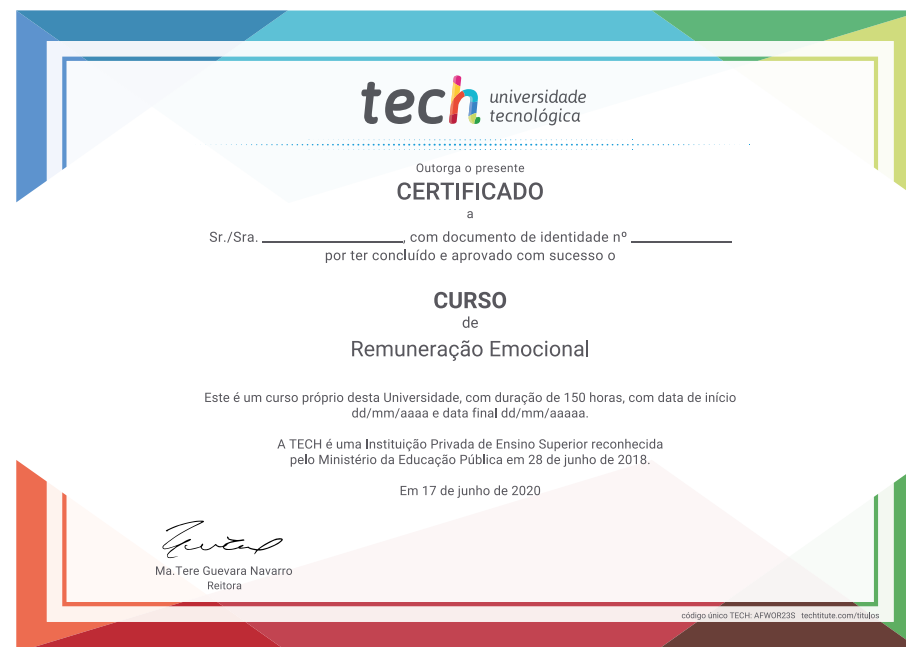 tech universidade
tecnológica
Outorga o presente
CERTIFICADO
a
Sr./Sra. ____________________, com documento de identidade nº ______________
por ter concluído e aprovado com sucesso o
CURSO
de
Remuneração Emocional
Este é um curso próprio desta Universidade, com duração de 150 horas, com data de início
dd/mm/aaaa e data final dd/mm/aaaaa.
A TECH é uma Instituição Privada de Ensino Superior reconhecida
pelo Ministério da Educação Pública em 28 de junho de 2018.
Em 17 de junho de 2020
Ma.Tere Guevara Navarro
Reitora
código único TECH: AFWOR23S techtitute.com/titulos